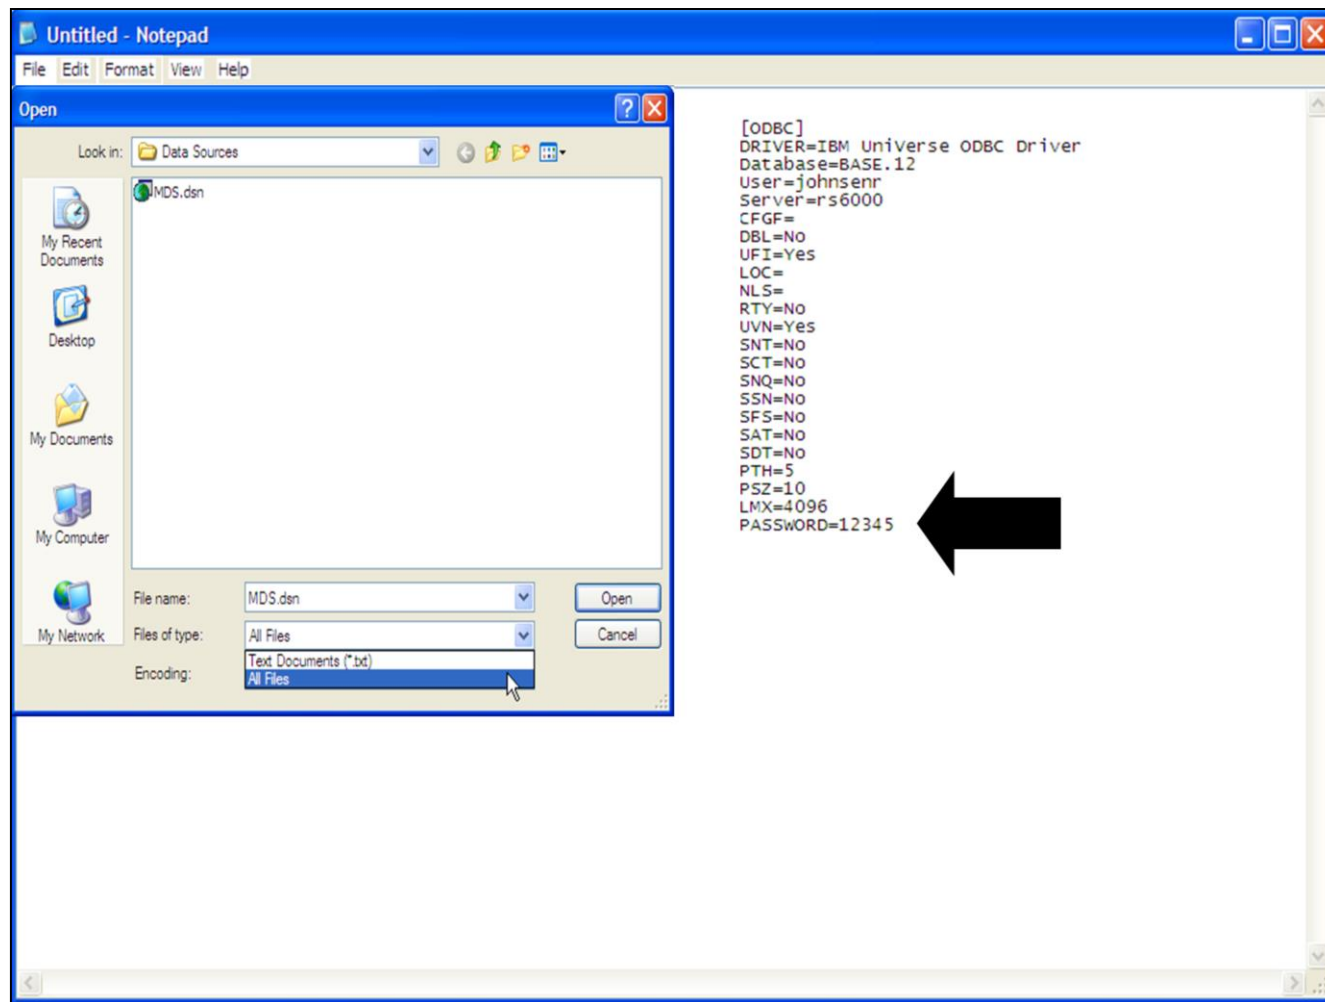 Untitled - Notepad
File Edit Format View Help
Open
Look in: Data Sources
MDS.dsn
My Recent
Documents
Desktop
My Documents
My Computer
My Network
File name: MDS.dsn Open
Files of type: All Files Cancel
Text Documents (*.txt)
Encoding: All Files
[ODBC]
DRIVER=IBM Universe ODBC Driver
Database=BASE.12
User=johnsenr
Server=rs6000
CFGF=
DBL=No
UFI=Yes
LOC=
NLS=
RTY=No
UVN=Yes
SNT=No
SCT=No
SNQ=No
SSN=No
SFS=No
SAT=No
SDT=No
PTH=5
PSZ=10
LMX=4096
PASSWORD=12345